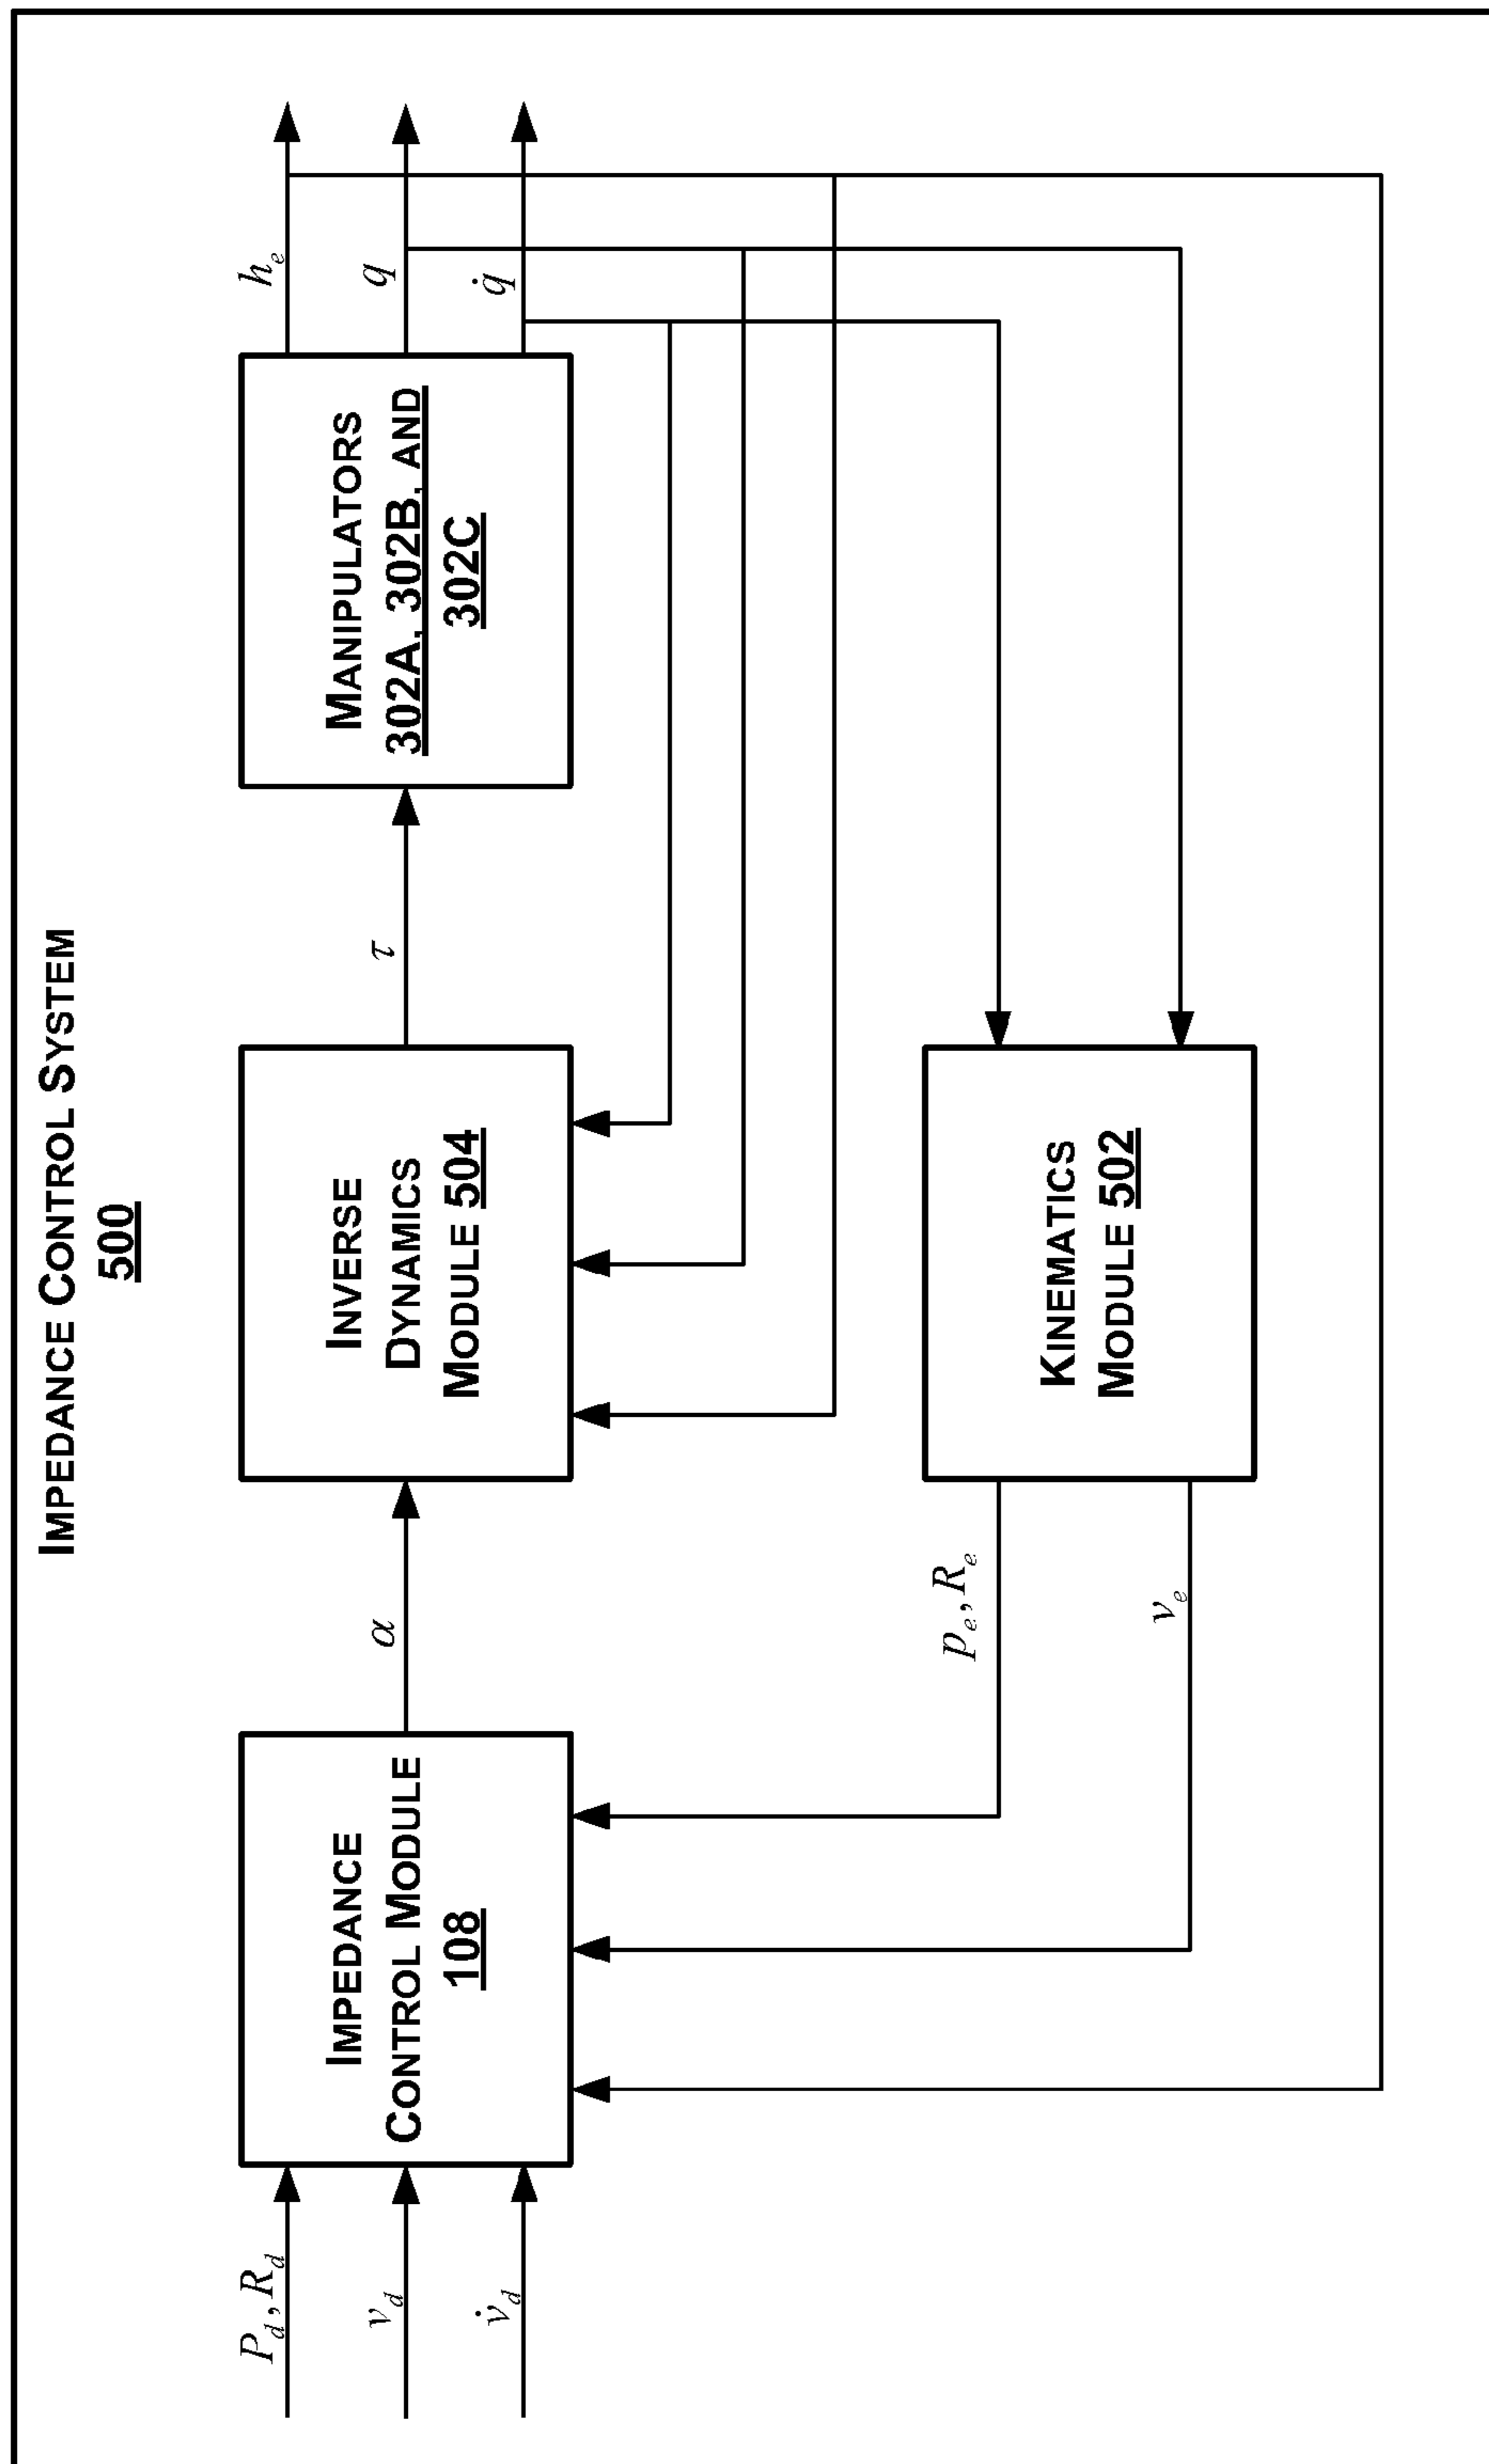 IMPEDANCE CONTROL SYSTEM
500
P_d, R_d
v_d
v̇_d
IMPEDANCE
CONTROL MODULE
108
α
INVERSE
DYNAMICS
MODULE 504
τ
MANIPULATORS
302A, 302B, AND
302C
h_e
q
q̇
p_e, R_e
v_e
KINEMATICS
MODULE 502